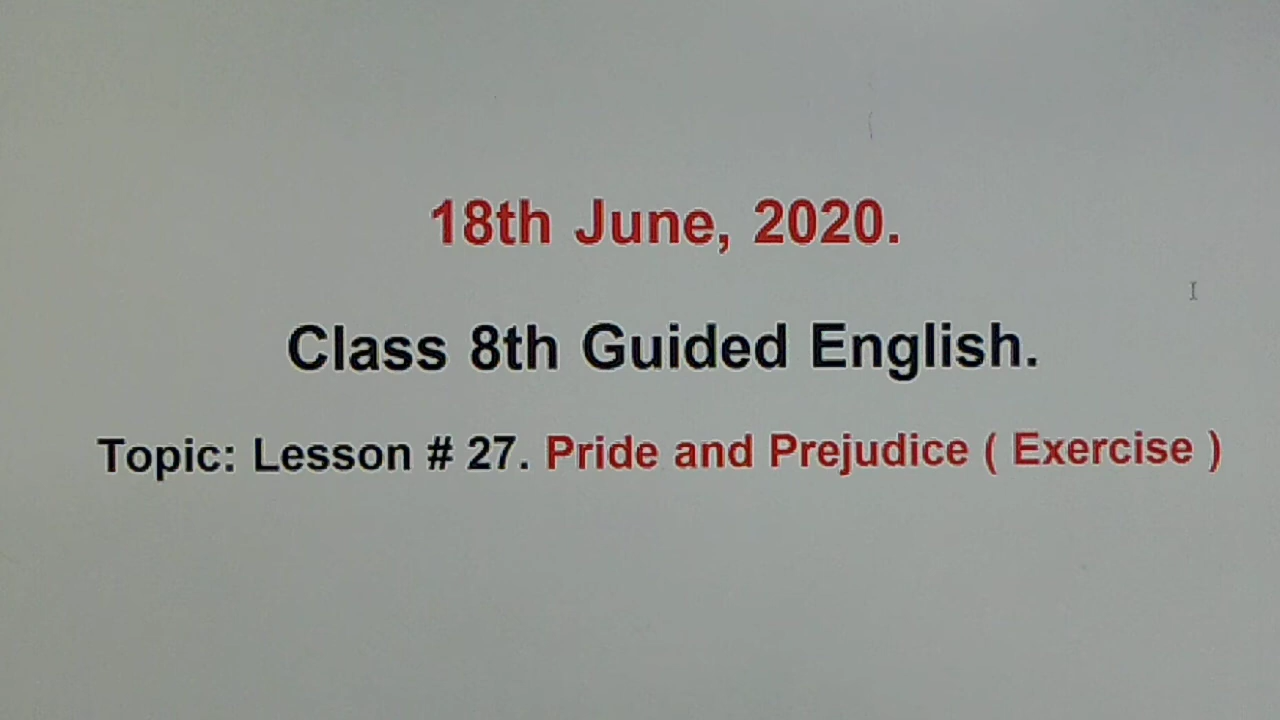 18th June, 2020.
Class 8th Guided English.
Topic: Lesson # 27. Pride and Prejudice ( Exercise )